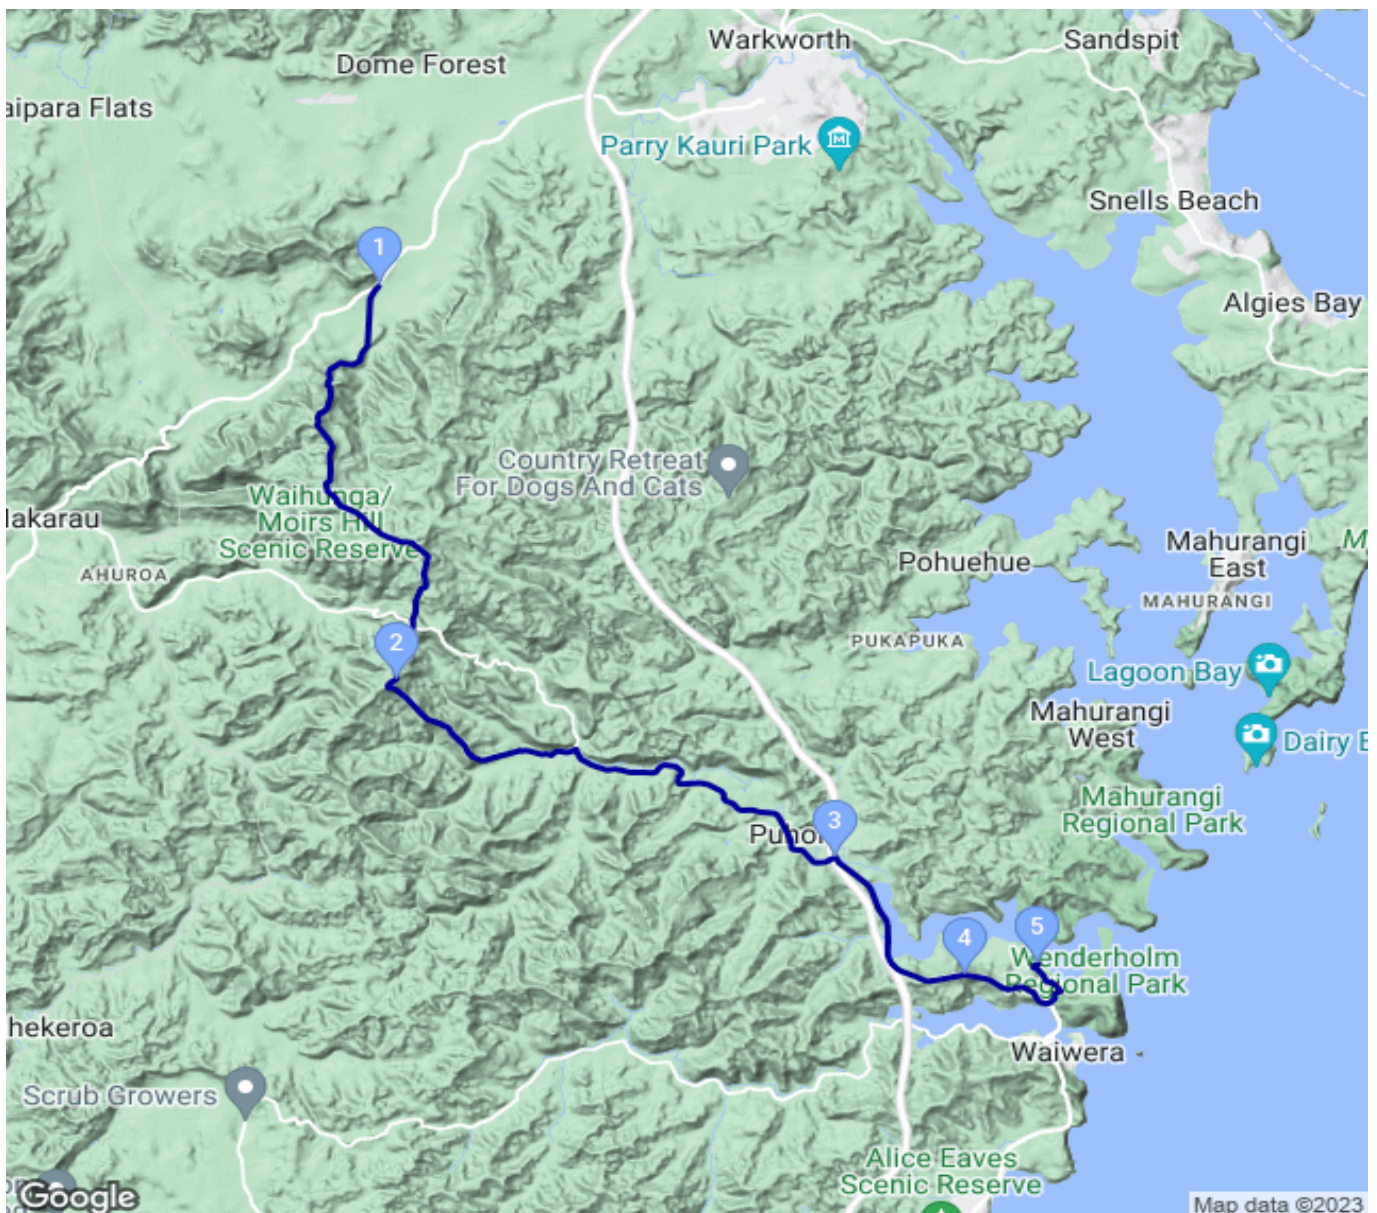 Warkworth
Sandspit
Dome Forest
aipara Flats
Parry Kauri Park
Snells Beach
1
Algies Bay
Country Retreat
For Dogs And Cats
Waihunga/
Moirs Hill
Scenic Reserve
Makarau
Mahurangi
East
M
Pohuehue
AHUROA
MAHURANGI
2
PUKAPUKA
Lagoon Bay
Mahurangi
West
Dairy B
Mahurangi
Regional Park
3
Puhoi
4
5
Wenderholm
Regional Park
hekeroa
Waiwera
Scrub Growers
Alice Eaves
Scenic Reserve
Google
Map data ©2023